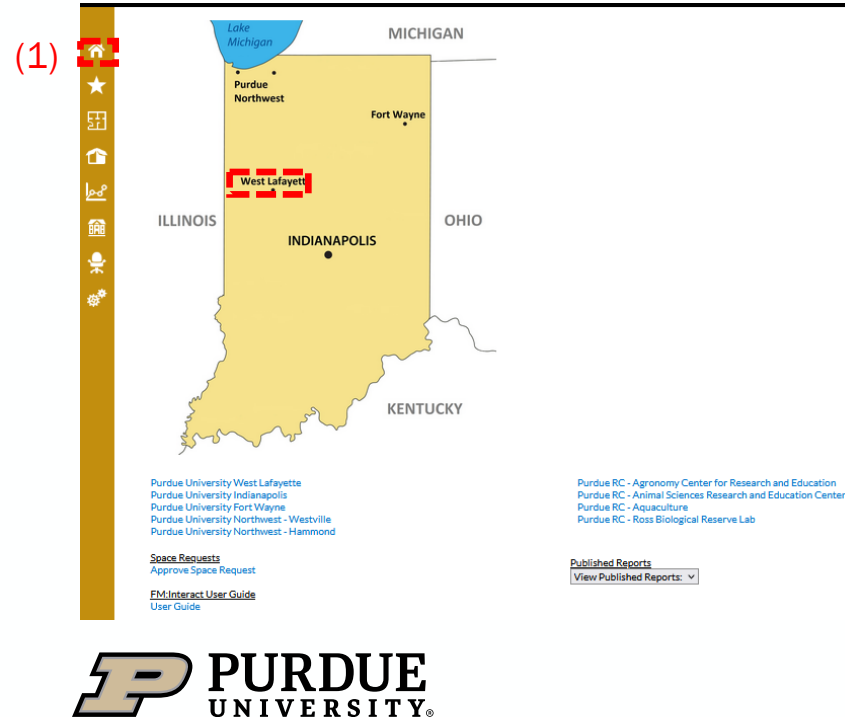 (1)
Lake
Michigan
MICHIGAN
Purdue
Northwest
Fort Wayne
West Lafayett
ILLINOIS
OHIO
INDIANAPOLIS
KENTUCKY
Purdue University West Lafayette
Purdue University Indianapolis
Purdue University Fort Wayne
Purdue University Northwest - Westville
Purdue University Northwest - Hammond
Purdue RC - Agronomy Center for Research and Education
Purdue RC - Animal Sciences Research and Education Center
Purdue RC - Aquaculture
Purdue RC - Ross Biological Reserve Lab
Space Requests
Approve Space Request
Published Reports
View Published Reports:
FM:Interact User Guide
User Guide
P PURDUE
UNIVERSITY®